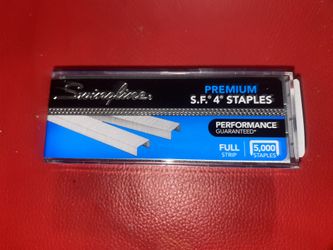 Swingline®
PREMIUM
S.F.® 4® STAPLES
PERFORMANCE
GUARANTEED*
FULL
STRIP
5,000
STAPLES